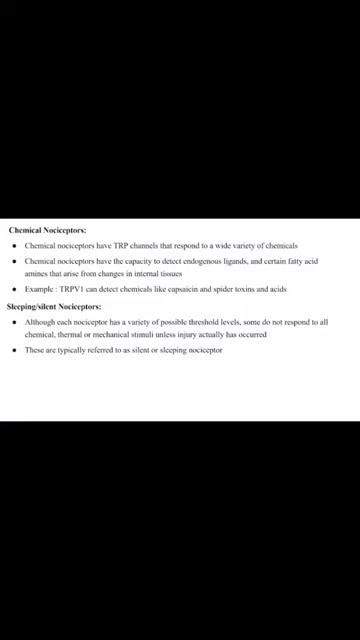 Chemical Nociceptors:
● Chemical nociceptors have TRP channels that respond to a wide variety of chemicals
● Chemical nociceptors have the capacity to detect endogenous ligands, and certain fatty acid
amines that arise from changes in internal tissues
● Example : TRPV1 can detect chemicals like capsaicin and spider toxins and acids
Sleeping/silent Nociceptors:
● Although each nociceptor has a variety of possible threshold levels, some do not respond to all
chemical, thermal or mechanical stimuli unless injury actually has occurred
● These are typically referred to as silent or sleeping nociceptor